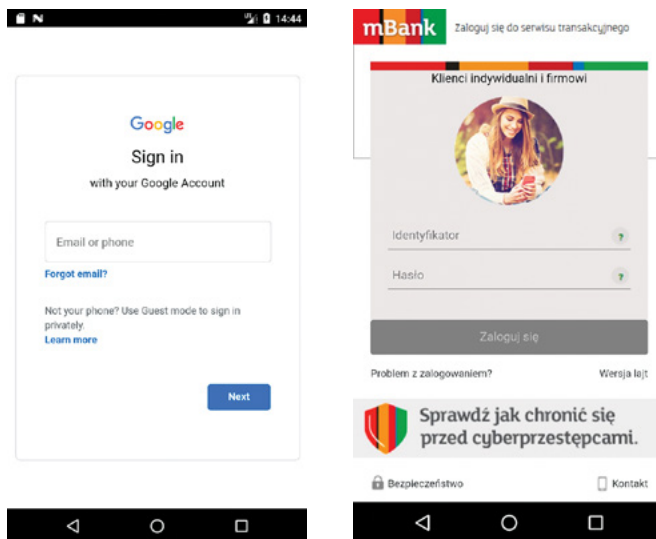 14:44
Google
Sign in
with your Google Account
Email or phone
Forgot email?
Not your phone? Use Guest mode to sign in
privately.
Learn more
Next
mBank
Zaloguj się do serwisu transakcyjnego
Klienci indywidualni i firmowi
Identyfikator
?
Hasło
?
Zaloguj się
Problem z zalogowaniem?
Wersja lajt
Sprawdź jak chronić się
przed cyberprzestępcami.
Bezpieczeństwo
Kontakt